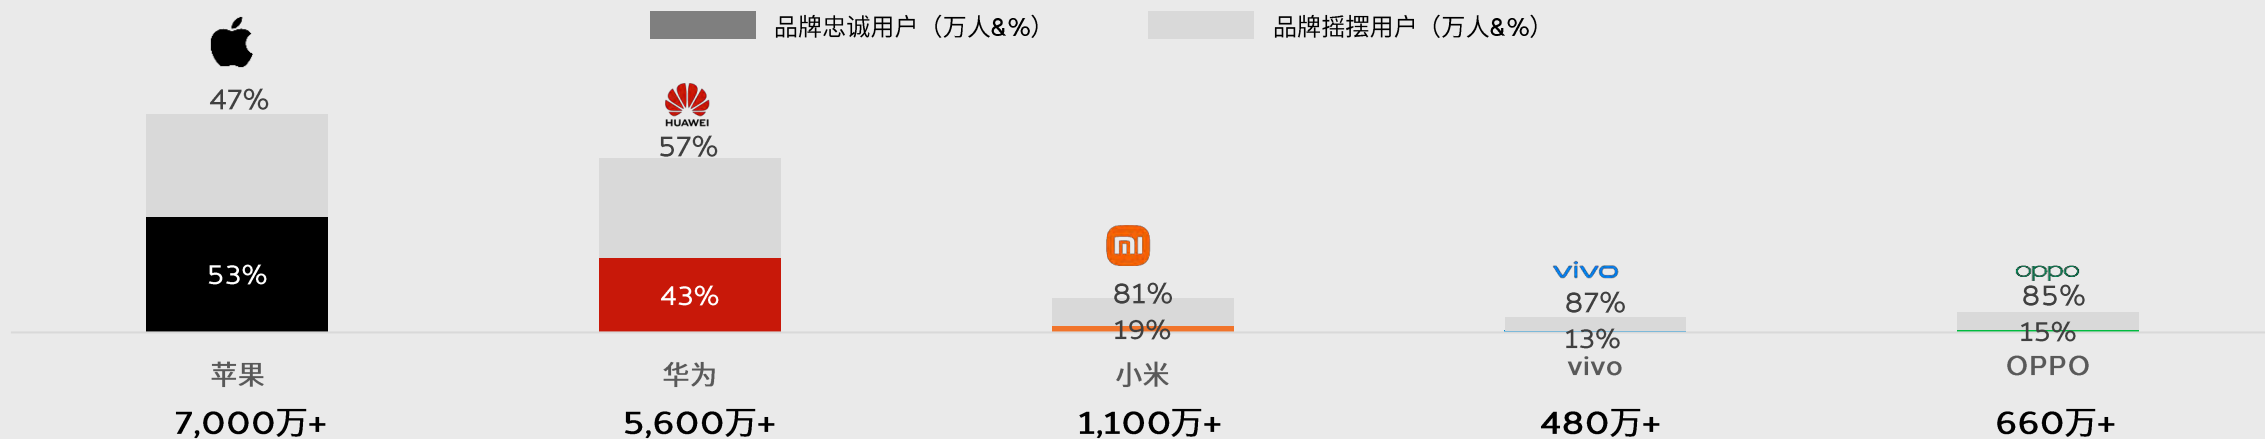 品牌忠诚用户（万人&%） 品牌摇摆用户（万人&%）
47%
53%
苹果
7,000万+
HUAWEI
57%
43%
华为
5,600万+
mi
81%
19%
小米
1,100万+
vivo
87%
13%
vivo
480万+
oppo
85%
15%
OPPO
660万+